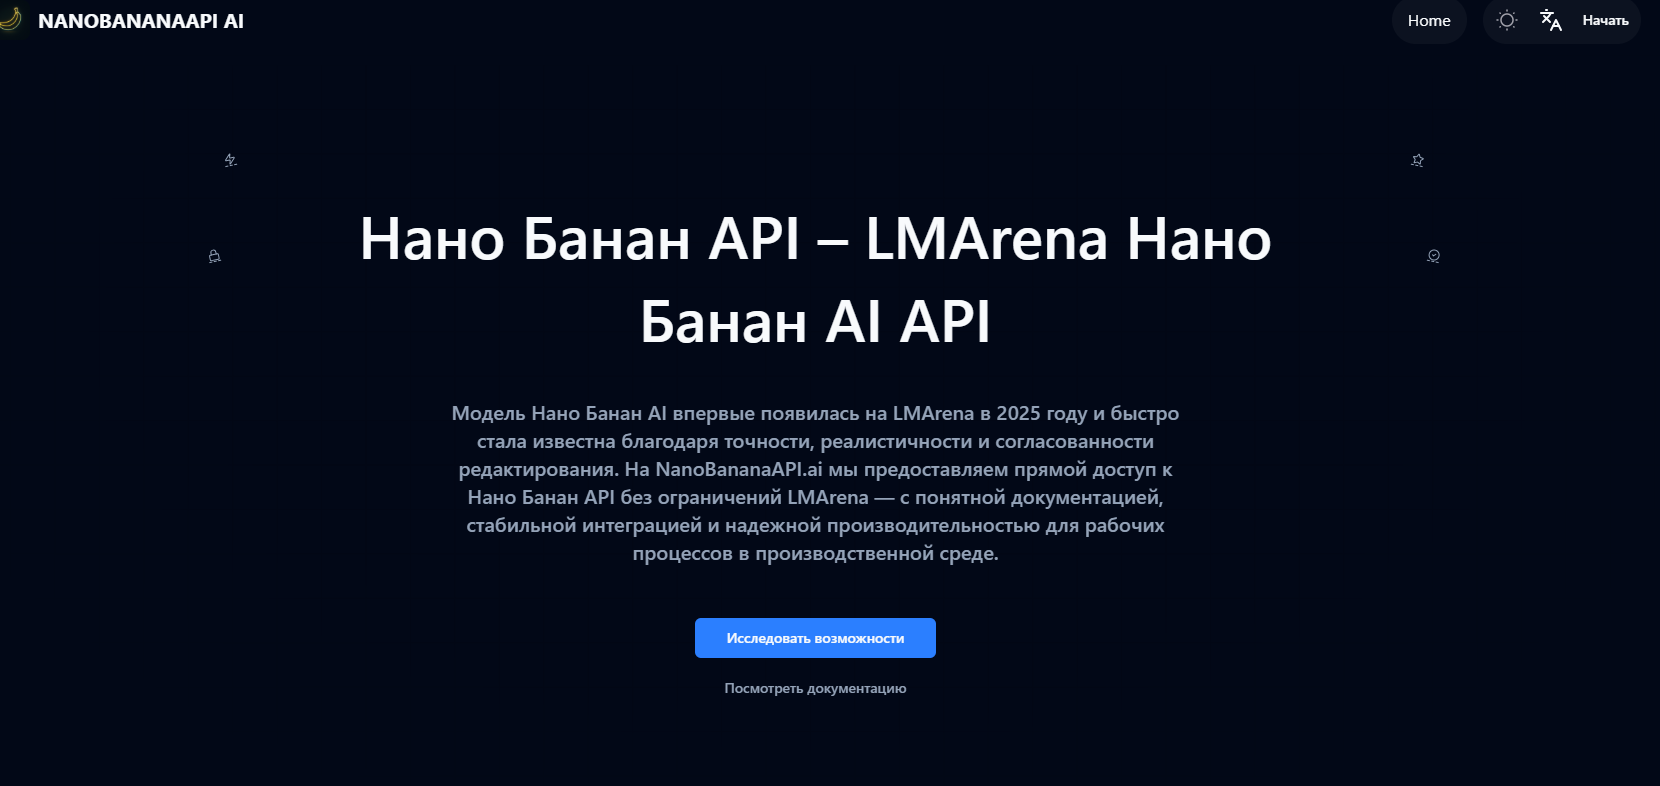 NANOBANANAAPI AI
Home
Начать
Нано Банан API – LMArena Нано
Банан AI API
Модель Нано Банан AI впервые появилась на LMArena в 2025 году и быстро
стала известна благодаря точности, реалистичности и согласованности
редактирования. На NanoBananaAPI.ai мы предоставляем прямой доступ к
Нано Банан API без ограничений LMArena — с понятной документацией,
стабильной интеграцией и надежной производительностью для рабочих
процессов в производственной среде.
Исследовать возможности
Посмотреть документацию